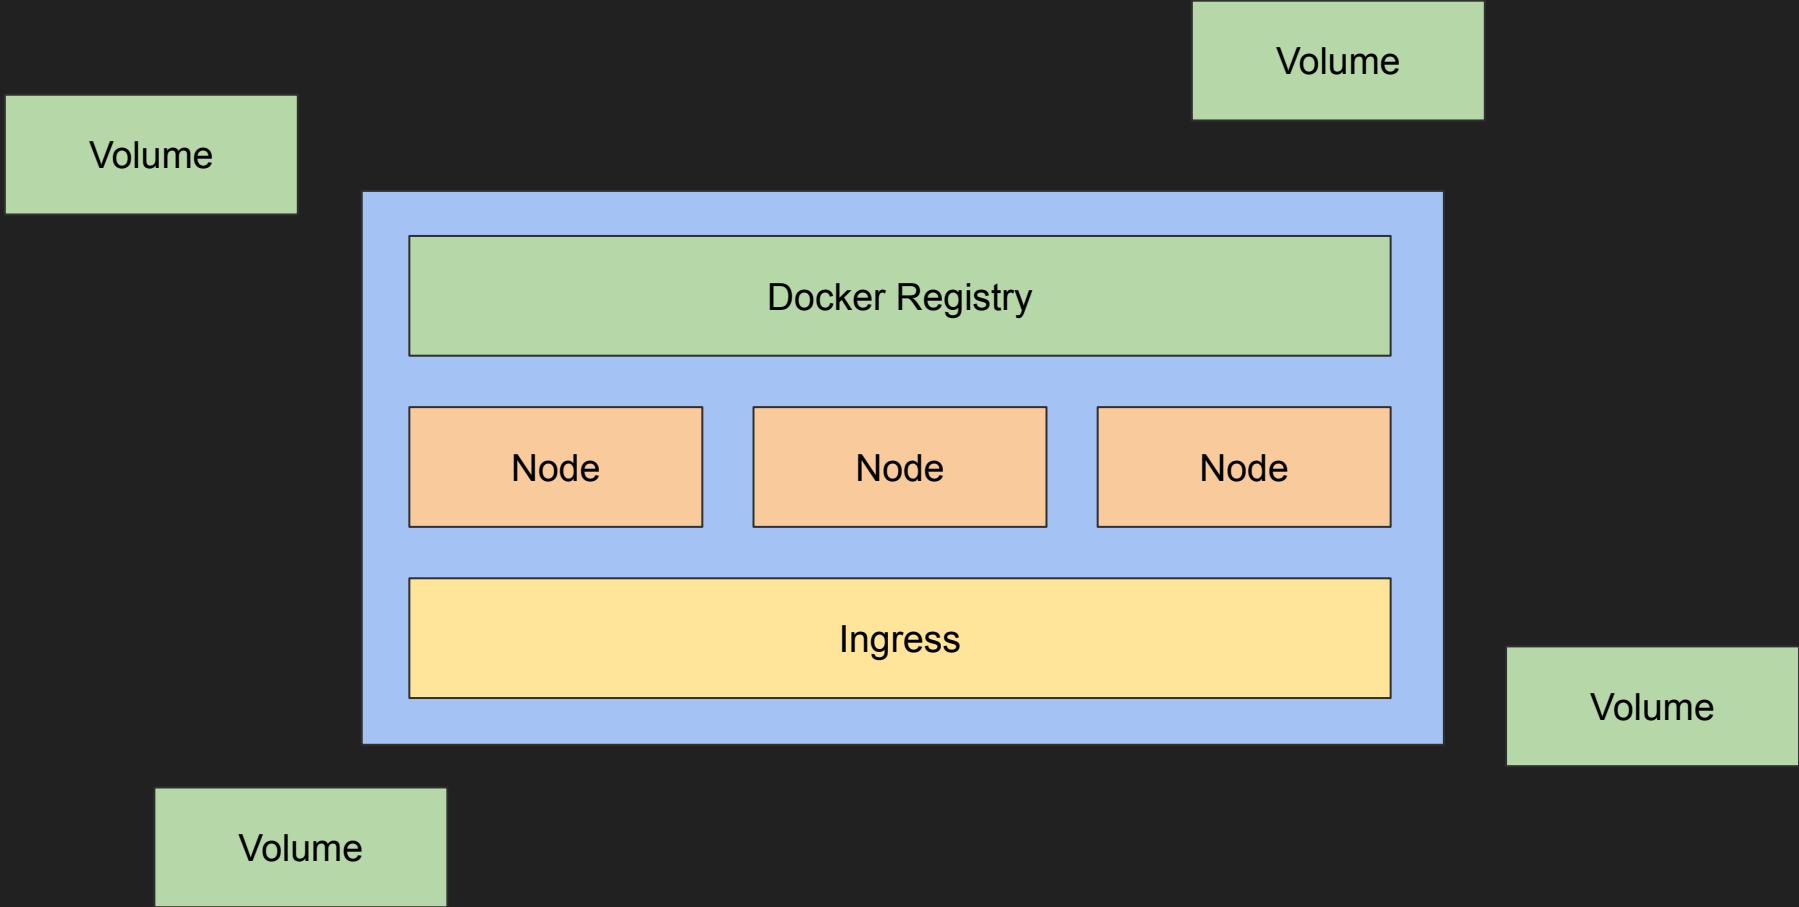 Volume
Volume
Docker Registry
Node
Node
Node
Ingress
Volume
Volume